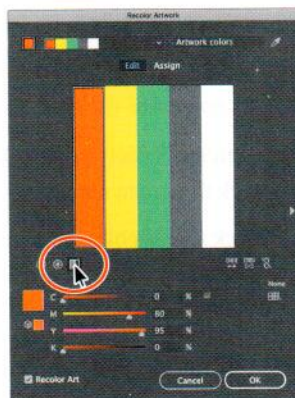 Recolor Artwork
Artwork colors
Edit Assign
C 0 %
M 80 %
Y 95 %
K 0 %
None
Recolor Art
Cancel OK